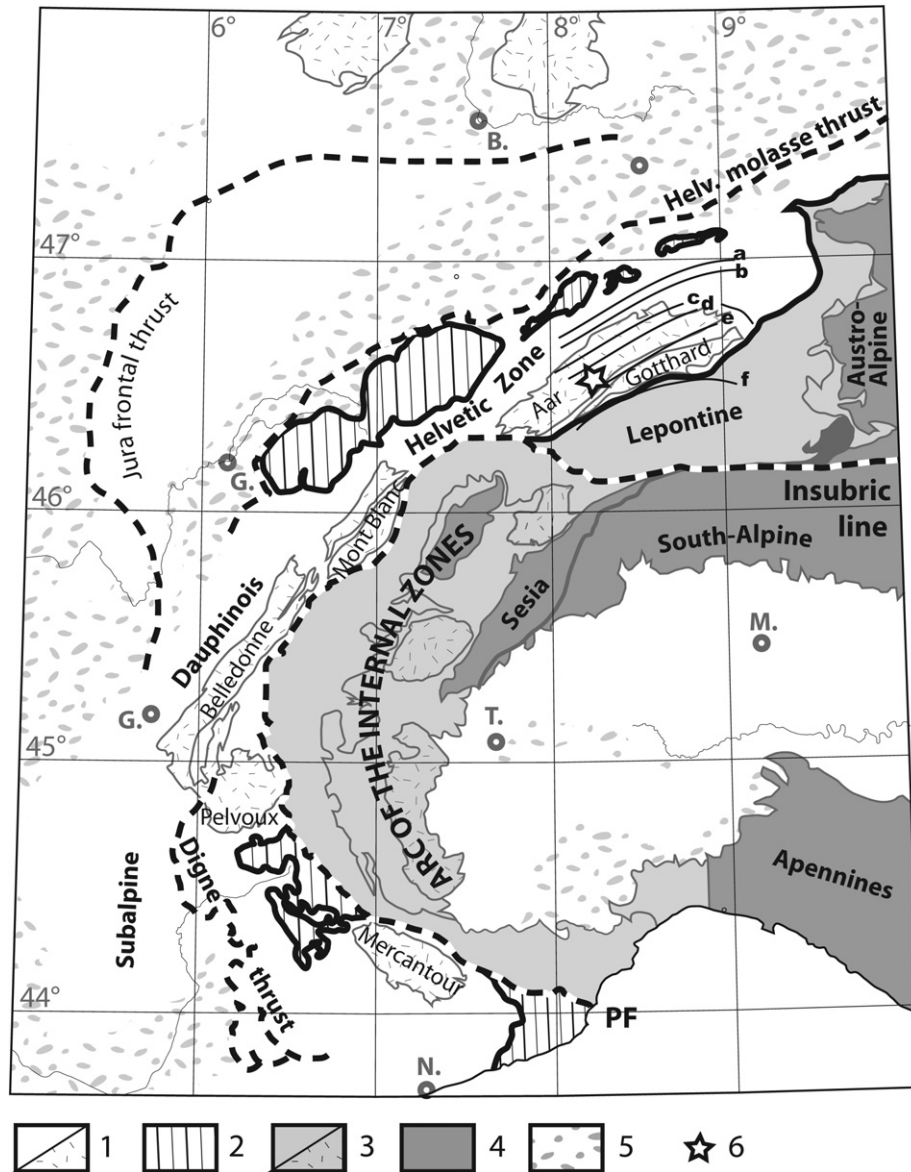 6°
7°
8°
9°
B.
Helv. molasse thrust
47°
Jura frontal thrust
a
b
c d
e
f
Helvetic Zone
Aar
Gotthard
Austro-
Alpine
Lepontine
G.
46°
Mont Blanc
Insubric
line
South-Alpine
Sesia
Dauphinois
Belledonne
ARC OF THE INTERNAL ZONES
M.
G.
T.
45°
Pelvoux
Digne
thrust
Subalpine
Apennines
Mercantour
44°
PF
N.
1
2
3
4
5
6